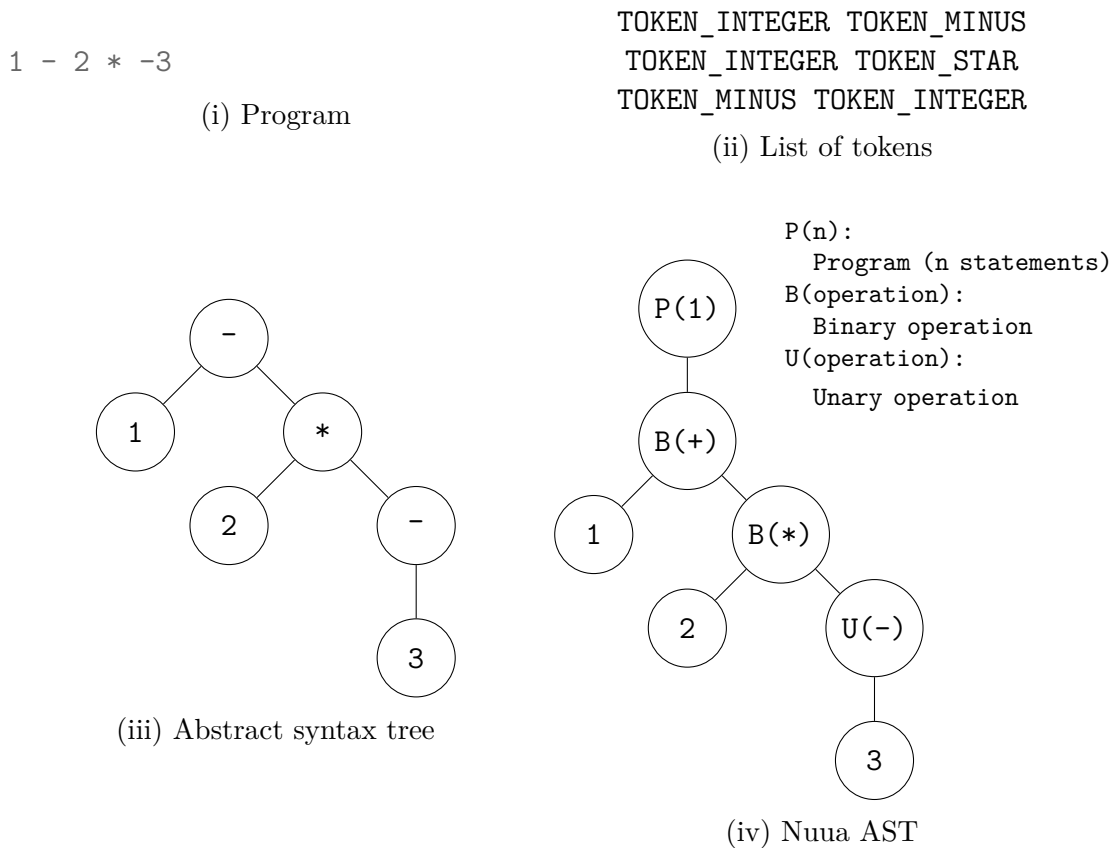 1 - 2 * -3
(i) Program
TOKEN_INTEGER TOKEN_MINUS
TOKEN_INTEGER TOKEN_STAR
TOKEN_MINUS TOKEN_INTEGER
(ii) List of tokens
-
1
*
2
-
3
(iii) Abstract syntax tree
P(n):
Program (n statements)
B(operation):
Binary operation
U(operation):
Unary operation
P(1)
B(+)
1
B(*)
2
U(-)
3
(iv) Nuua AST